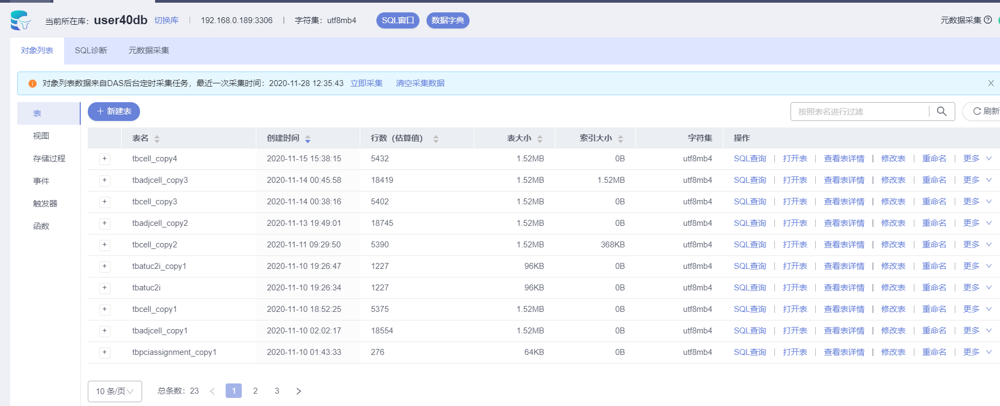 当前所在库: user40db 切换库 | 192.168.0.189:3306 | 字符集: utf8mb4 SQL窗口 数据字典 元数据采集
对象列表 SQL诊断 元数据采集
对象列表数据来自DAS后台定时采集任务，最近一次采集时间：2020-11-28 12:35:43 立即采集 清空采集数据
表
视图
存储过程
事件
触发器
函数
+ 新建表 按照表名进行过滤 刷新
表名 创建时间 行数（估算值） 表大小 索引大小 字符集 操作
+ tbcell_copy4 2020-11-15 15:38:15 5432 1.52MB 0B utf8mb4 SQL查询 | 打开表 | 查看表详情 | 修改表 | 重命名 | 更多
+ tbadjcell_copy3 2020-11-14 00:45:58 18419 1.52MB 1.52MB utf8mb4 SQL查询 | 打开表 | 查看表详情 | 修改表 | 重命名 | 更多
+ tbcell_copy3 2020-11-14 00:38:16 5402 1.52MB 0B utf8mb4 SQL查询 | 打开表 | 查看表详情 | 修改表 | 重命名 | 更多
+ tbadjcell_copy2 2020-11-13 19:49:01 18745 1.52MB 0B utf8mb4 SQL查询 | 打开表 | 查看表详情 | 修改表 | 重命名 | 更多
+ tbcell_copy2 2020-11-11 09:29:50 5390 1.52MB 368KB utf8mb4 SQL查询 | 打开表 | 查看表详情 | 修改表 | 重命名 | 更多
+ tbatuc2i_copy1 2020-11-10 19:26:47 1227 96KB 0B utf8mb4 SQL查询 | 打开表 | 查看表详情 | 修改表 | 重命名 | 更多
+ tbatuc2i 2020-11-10 19:26:34 1227 96KB 0B utf8mb4 SQL查询 | 打开表 | 查看表详情 | 修改表 | 重命名 | 更多
+ tbcell_copy1 2020-11-10 18:52:25 5375 1.52MB 0B utf8mb4 SQL查询 | 打开表 | 查看表详情 | 修改表 | 重命名 | 更多
+ tbadjcell_copy1 2020-11-10 02:02:17 18554 1.52MB 0B utf8mb4 SQL查询 | 打开表 | 查看表详情 | 修改表 | 重命名 | 更多
+ tbpciassignment_copy1 2020-11-10 01:43:33 276 64KB 0B utf8mb4 SQL查询 | 打开表 | 查看表详情 | 修改表 | 重命名 | 更多
10 条/页 总条数：23 < 1 2 3 >